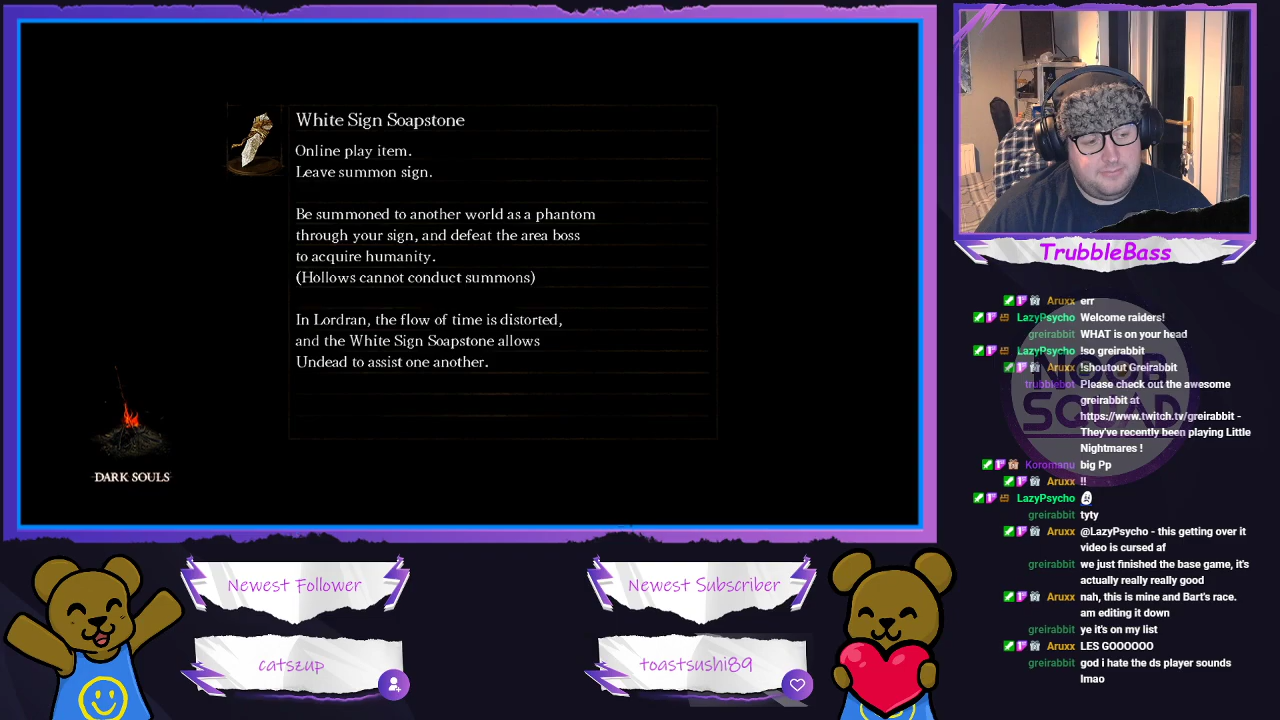 White Sign Soapstone
Online play item.
Leave summon sign.
Be summoned to another world as a phantom
through your sign, and defeat the area boss
to acquire humanity.
(Hollows cannot conduct summons)
In Lordran, the flow of time is distorted,
and the White Sign Soapstone allows
Undead to assist one another.
DARK SOULS
TrubbleBass
Aruxx err
LazyPsycho Welcome raiders!
greirabbit WHAT is on your head
LazyPsycho !so greirabbit
Aruxx !shoutout Greirabbit
trubblebot Please check out the awesome
greirabbit at
https://www.twitch.tv/greirabbit -
They've recently been playing Little
Nightmares !
Koromanu big Pp
Aruxx !!
LazyPsycho
greirabbit tyty
Aruxx @LazyPsycho - this getting over it
video is cursed af
greirabbit we just finished the base game, it's
actually really really good
Aruxx nah, this is mine and Bart's race.
am editing it down
greirabbit ye it's on my list
Aruxx LES GOOOOOO
greirabbit god i hate the ds player sounds
lmao
NOOB
SQUAD
Newest Follower
catszup
Newest Subscriber
toastsushi89